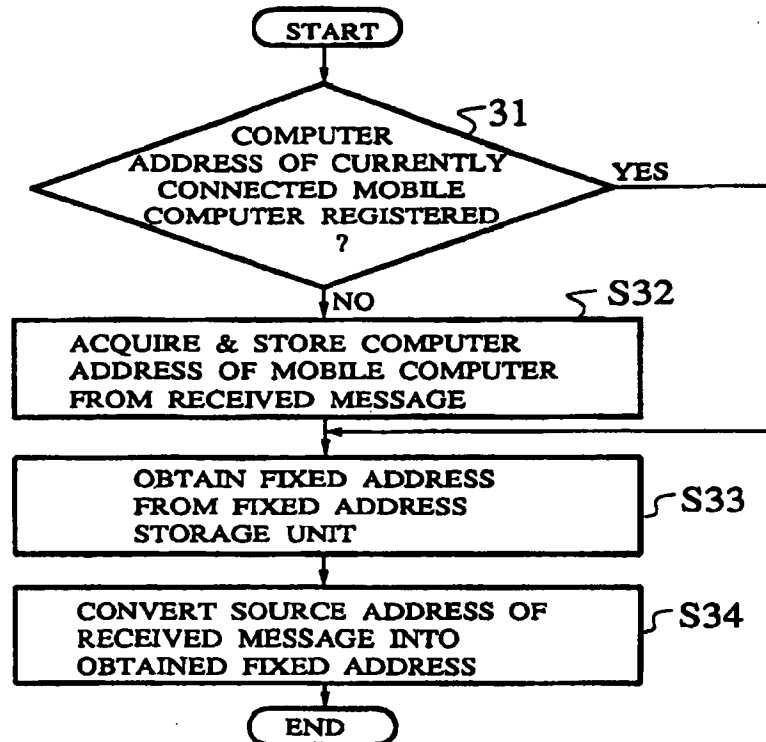 START
31
COMPUTER
ADDRESS OF CURRENTLY
CONNECTED MOBILE
COMPUTER REGISTERED
?
YES
NO
S32
ACQUIRE & STORE COMPUTER
ADDRESS OF MOBILE COMPUTER
FROM RECEIVED MESSAGE
OBTAIN FIXED ADDRESS
FROM FIXED ADDRESS
STORAGE UNIT
S33
CONVERT SOURCE ADDRESS OF
RECEIVED MESSAGE INTO
OBTAINED FIXED ADDRESS
S34
END